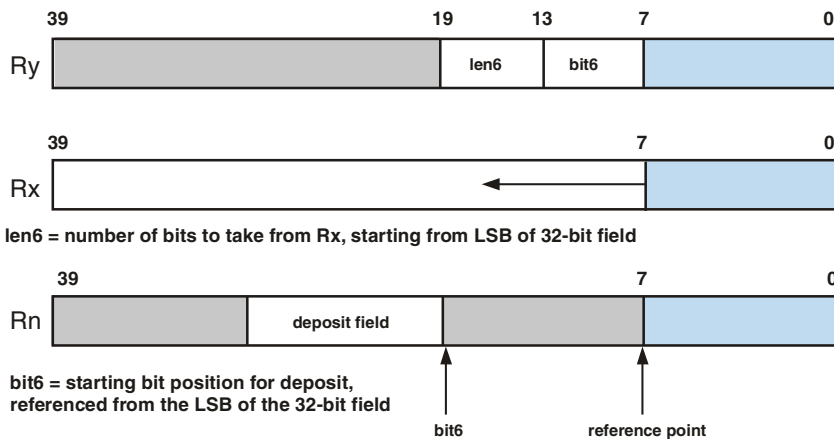 39 19 13 7 0
Ry len6 bit6
39 7 0
Rx
len6 = number of bits to take from Rx, starting from LSB of 32-bit field
39 7 0
Rn deposit field
bit6 = starting bit position for deposit,
referenced from the LSB of the 32-bit field
bit6 reference point